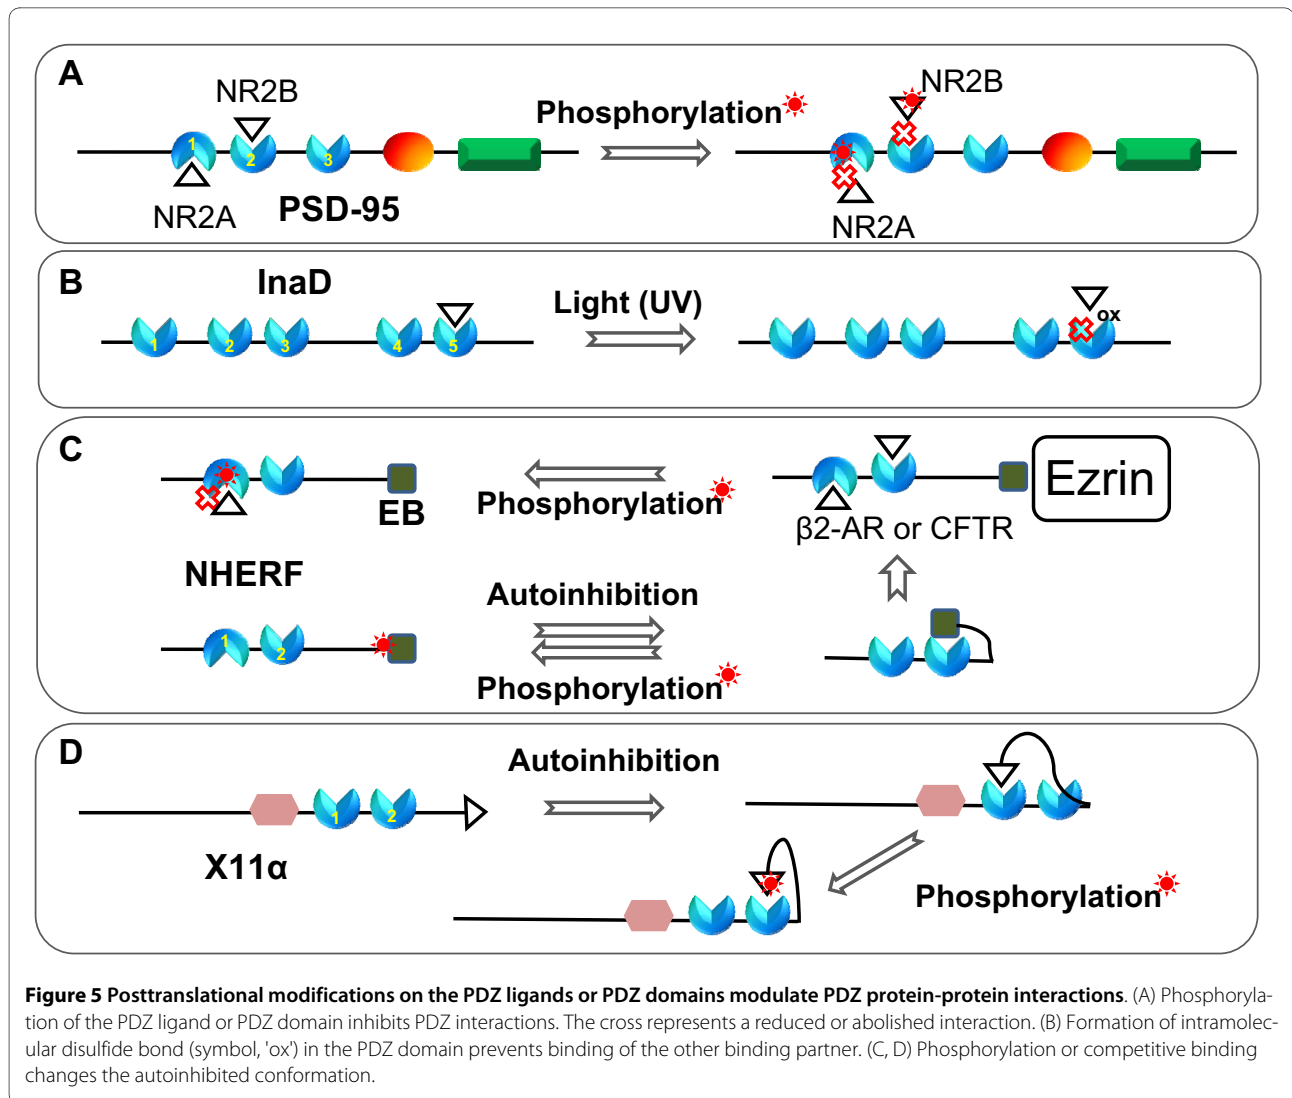 A
NR2B
Phosphorylation
NR2B
1
2
3
NR2A
PSD-95
NR2A
B
InaD
Light (UV)
ox
1
2
3
4
5
C
Phosphorylation
Ezrin
EB
β2-AR or CFTR
NHERF
Autoinhibition
1
2
Phosphorylation
D
Autoinhibition
1
2
X11α
Phosphorylation
Figure 5 Posttranslational modifications on the PDZ ligands or PDZ domains modulate PDZ protein-protein interactions. (A) Phosphoryla-
tion of the PDZ ligand or PDZ domain inhibits PDZ interactions. The cross represents a reduced or abolished interaction. (B) Formation of intramolec-
ular disulfide bond (symbol, 'ox') in the PDZ domain prevents binding of the other binding partner. (C, D) Phosphorylation or competitive binding
changes the autoinhibited conformation.